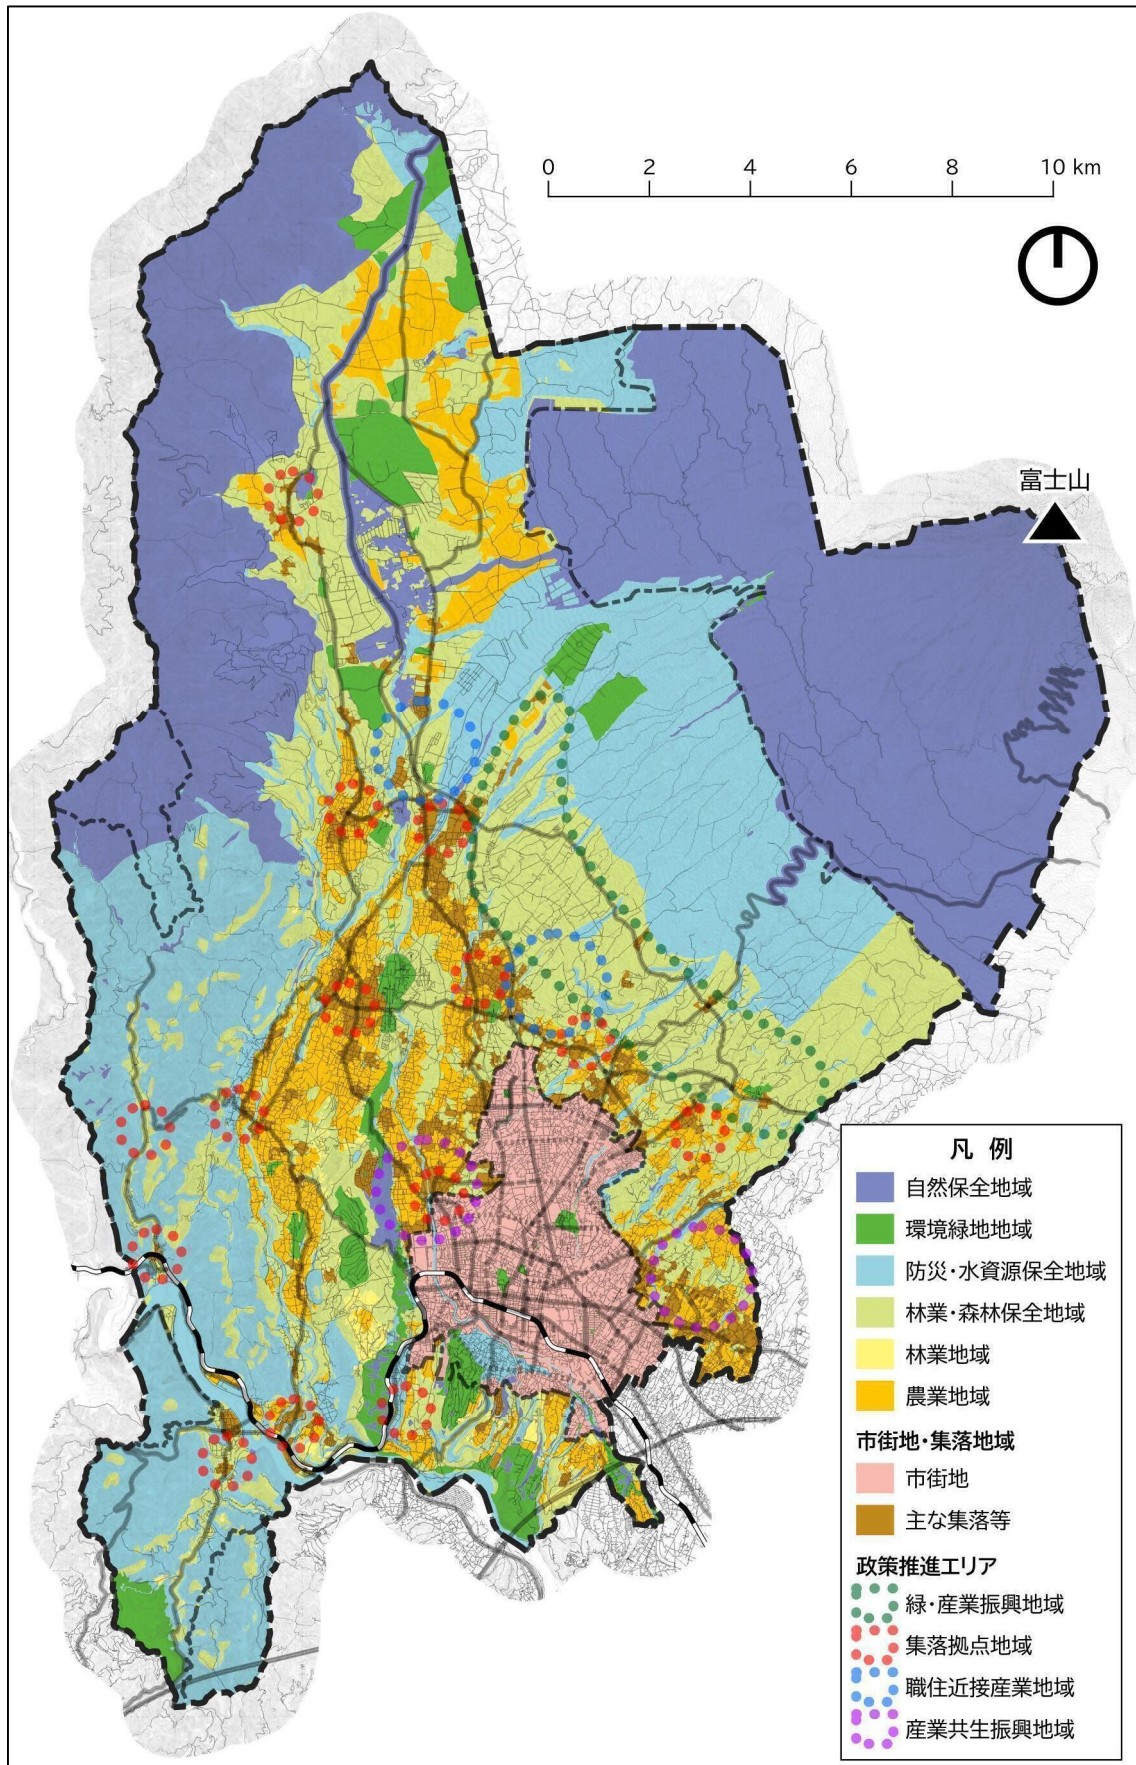 0 2 4 6 8 10 km
富士山
凡 例
自然保全地域
環境緑地地域
防災・水資源保全地域
林業・森林保全地域
林業地域
農業地域
市街地・集落地域
市街地
主な集落等
政策推進エリア
緑・産業振興地域
集落拠点地域
職住近接産業地域
産業共生振興地域